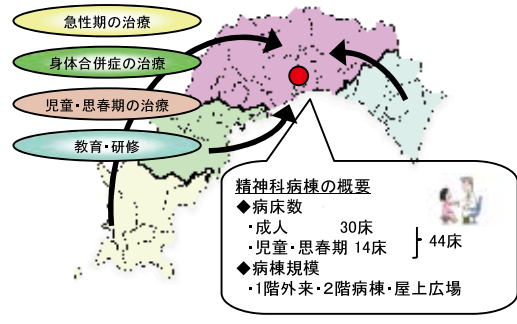 急性期の治療
身体合併症の治療
児童・思春期の治療
教育・研修
精神科病棟の概要
◆病床数
・成人 30床
・児童・思春期 14床
44床
◆病棟規模
・1階外来・2階病棟・屋上広場